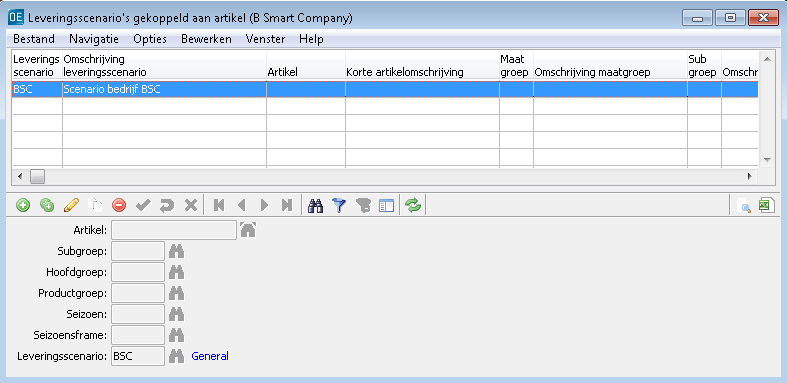 OE Leveringsscenario's gekoppeld aan artikel (B Smart Company)
Bestand Navigatie Opties Bewerken Venster Help
Leverings Omschrijving Maat Sub
scenario leveringsscenario Artikel Korte artikelomschrijving groep Omschrijving maatgroep groep Omschr
BSC Scenario bedrijf BSC
Artikel:
Subgroep:
Hoofdgroep:
Productgroep:
Seizoen:
Seizoensframe:
Leveringsscenario: BSC General